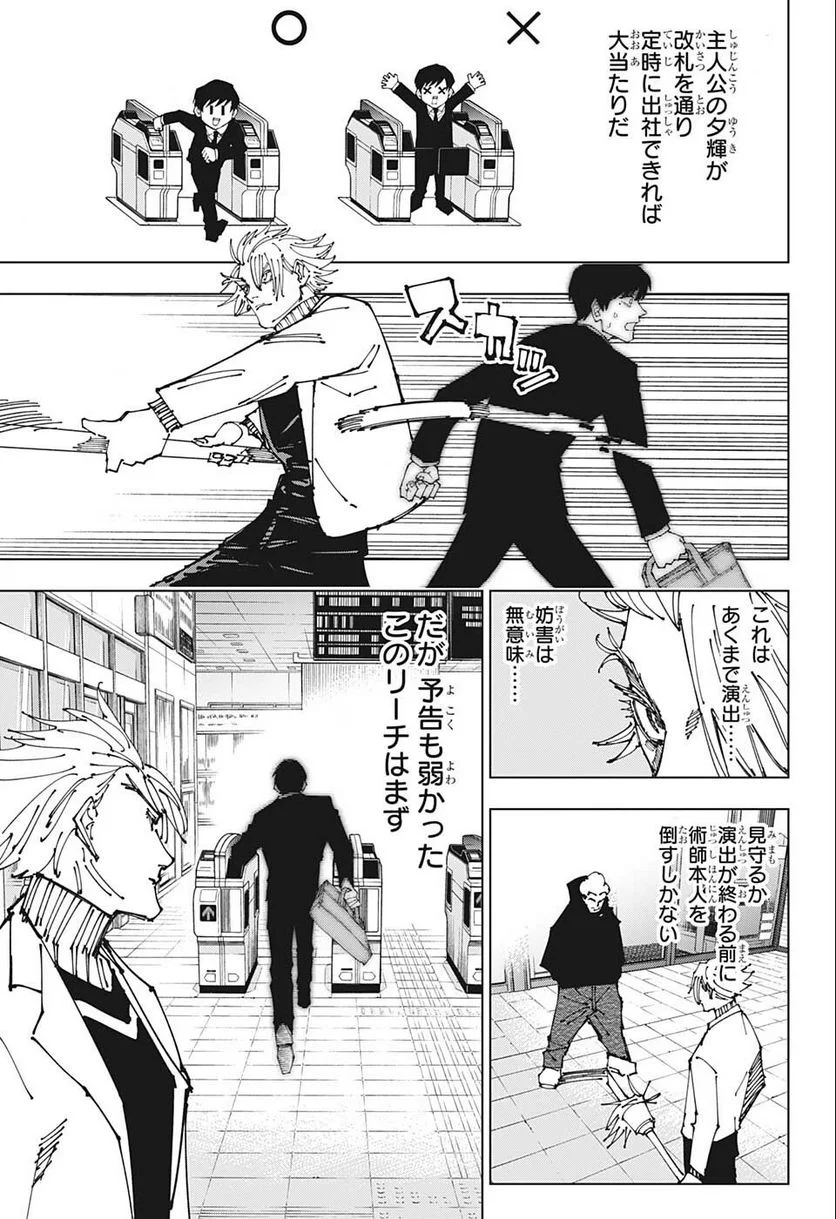 ○
×
主人公の夕輝が
改札を通り
定時に出社できれば
大当たりだ
スカッ
これは
あくまで演出……
妨害は
無意味……
見守るか
演出が終わる前に
術師本人を
倒すしかない
だが 予告も弱かった
このリーチはまず